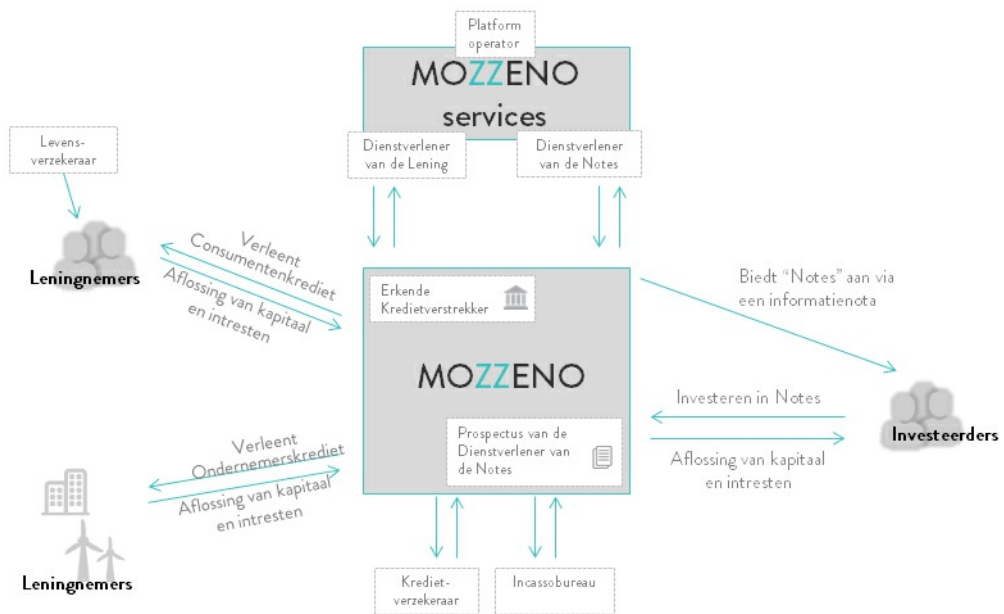 Platform
operator
MOZZENO
services
Dienstverlener
van de Lening
Dienstverlener
van de Notes
Levens-
verzekeraar
Leningnemers
Verleent
Consumentenkrediet
Aflossing van kapitaal
en intresten
Erkende
Kredietverstrekker
MOZZENO
Prospectus van de
Dienstverlener van
de Notes
Biedt “Notes” aan via
een informatienota
Investeren in Notes
Investeerders
Aflossing van kapitaal
en intresten
Verleent
Ondernemerskrediet
Aflossing van kapitaal
en intresten
Leningnemers
Krediet-
verzekeraar
Incassobureau